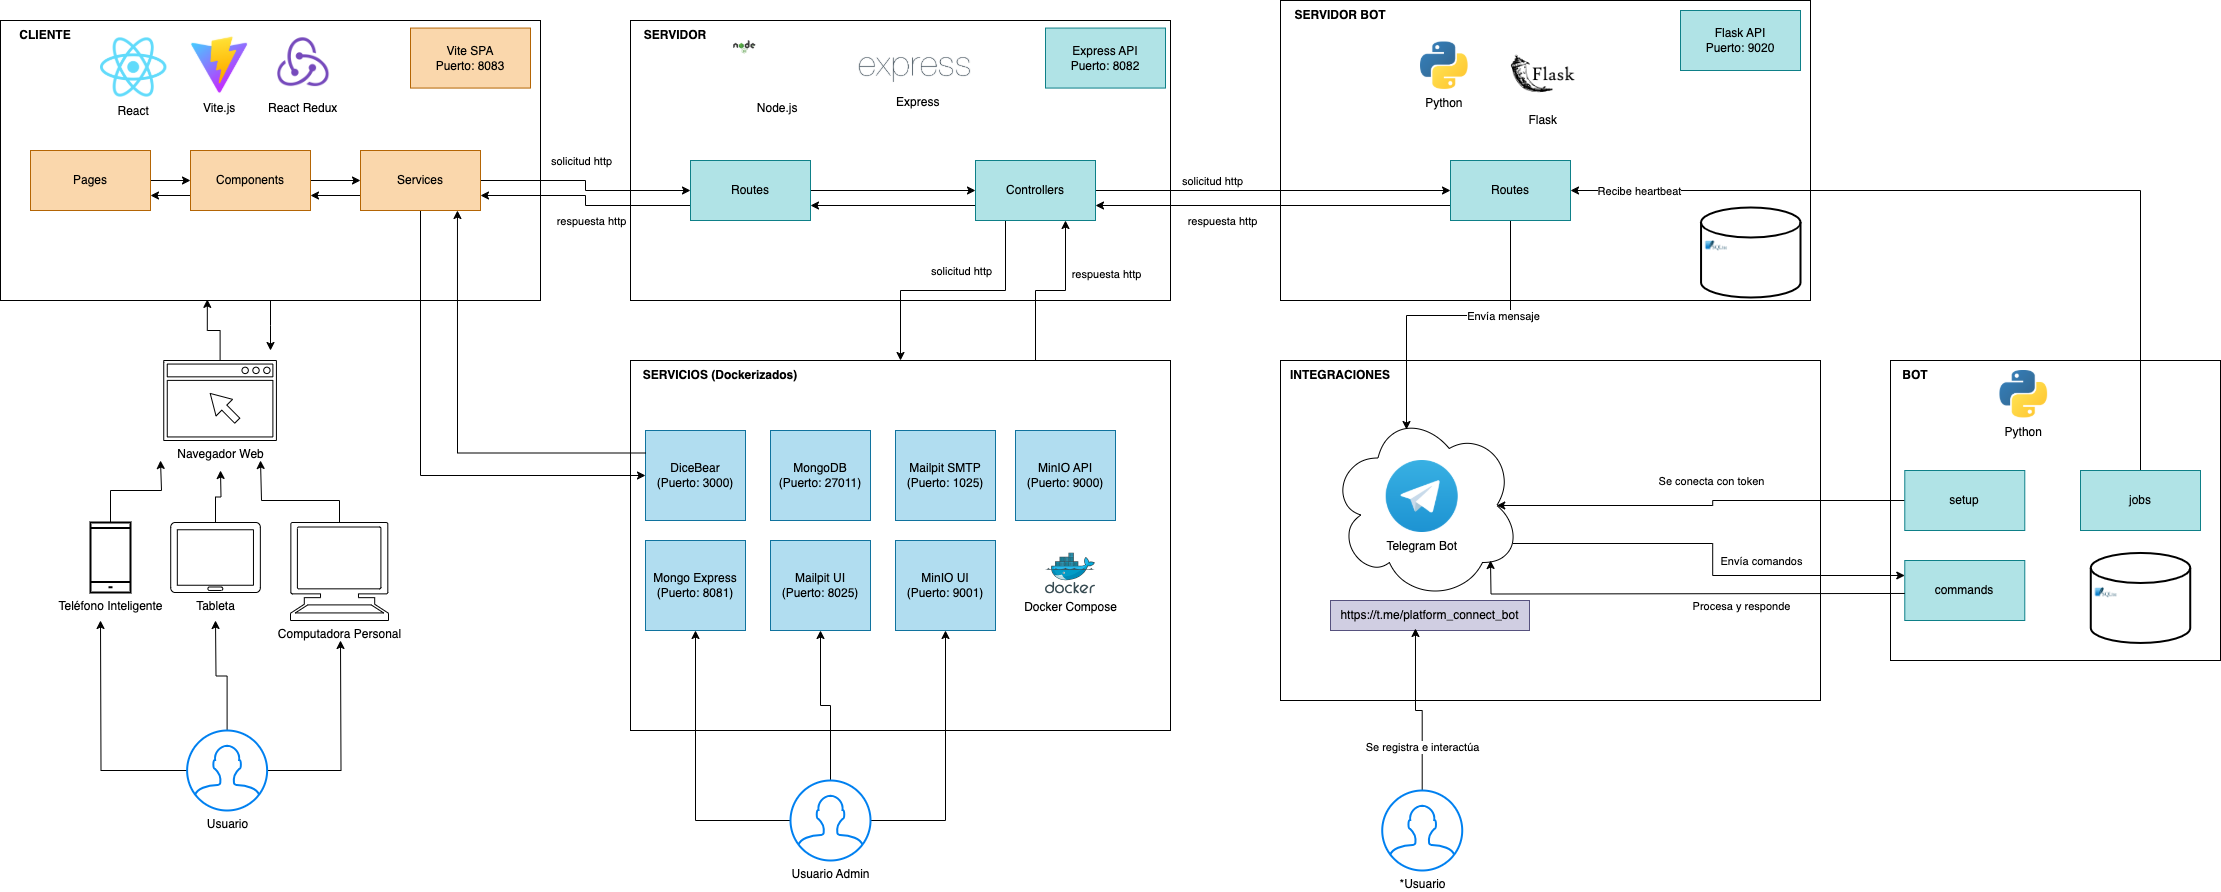 CLIENTE
React
Vite.js
React Redux
Vite SPA
Puerto: 8083
Pages
Components
Services
solicitud http
respuesta http
SERVIDOR
node
Node.js
express
Express
Express API
Puerto: 8082
Routes
Controllers
solicitud http
respuesta http
solicitud http
respuesta http
SERVIDOR BOT
Python
Flask
Flask
Flask API
Puerto: 9020
Routes
Recibe heartbeat
Envía mensaje
Navegador Web
Teléfono Inteligente
Tableta
Computadora Personal
Usuario
SERVICIOS (Dockerizados)
DiceBear
(Puerto: 3000)
MongoDB
(Puerto: 27011)
Mailpit SMTP
(Puerto: 1025)
MinIO API
(Puerto: 9000)
Mongo Express
(Puerto: 8081)
Mailpit UI
(Puerto: 8025)
MinIO UI
(Puerto: 9001)
docker
Docker Compose
Usuario Admin
INTEGRACIONES
Telegram Bot
https://t.me/platform_connect_bot
Se registra e interactúa
*Usuario
Se conecta con token
Envía comandos
Procesa y responde
BOT
Python
setup
jobs
commands